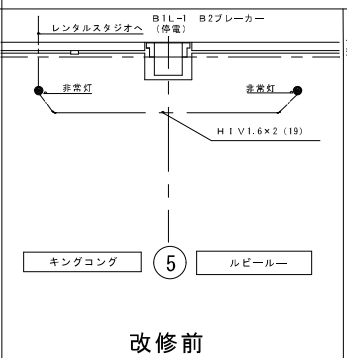 B1L-1 B2ブレーカー
レンタルスタジオへ (停電)
非常灯 非常灯
HIV1.6×2 (19)
キングコング 5 ルビールー
改修前